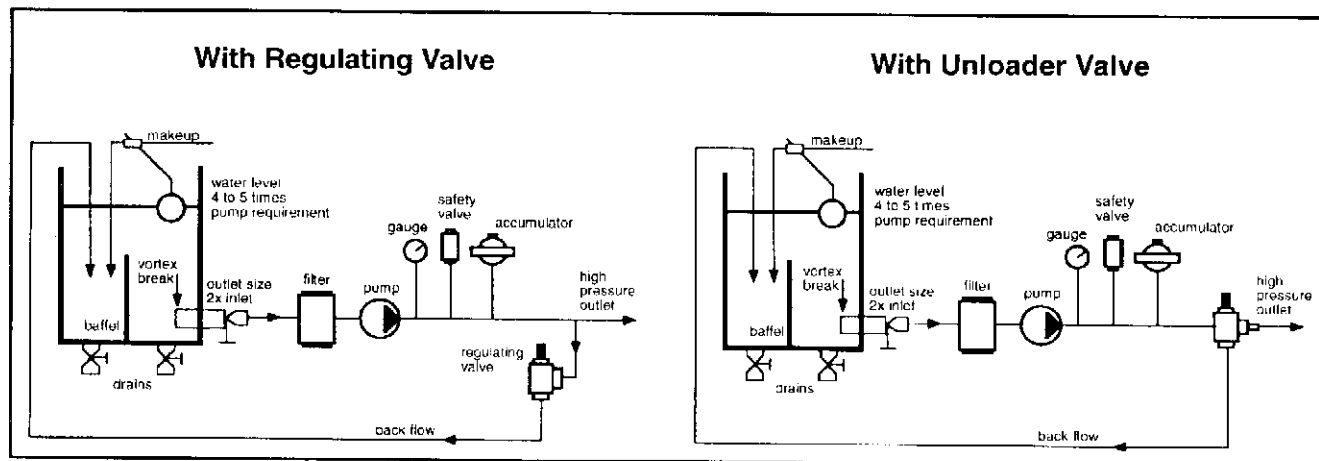 With Regulating Valve
makeup
water level
4 to 5 times
pump requirement
safety
valve
gauge
accumulator
vortex
break
outlet size
2x inlet
filter
pump
high
pressure
outlet
baffel
regulating
valve
drains
back flow
With Unloader Valve
makeup
water level
4 to 5 times
pump requirement
safety
valve
gauge
accumulator
vortex
break
outlet size
2x inlet
filter
pump
high
pressure
outlet
baffel
drains
back flow